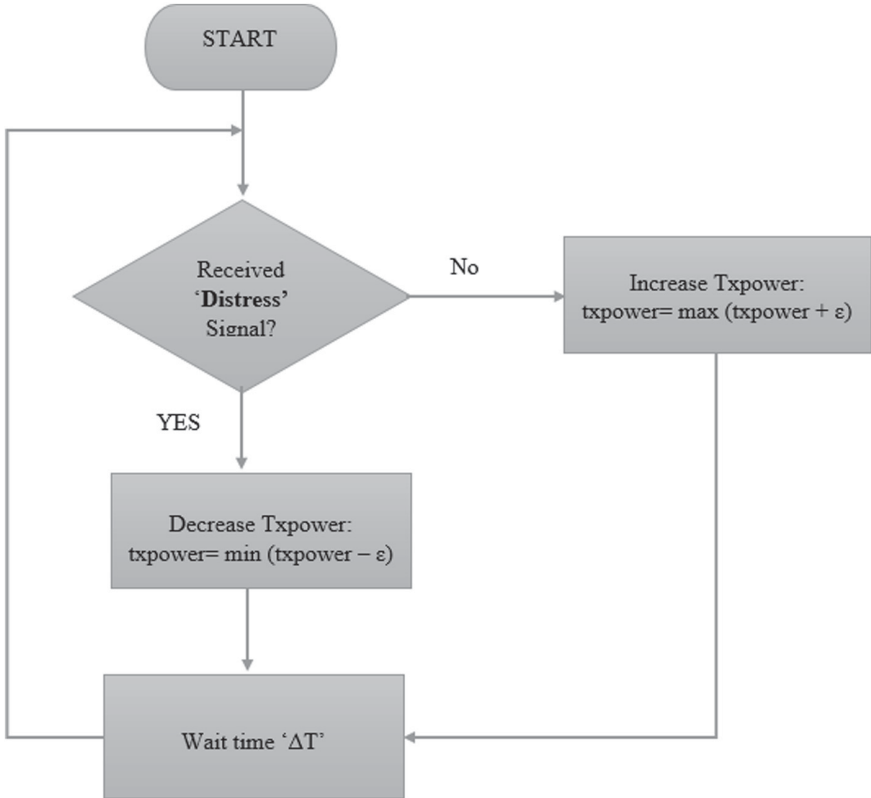 START
Received
‘Distress’
Signal?
No
Increase Txpower:
txpower= max (txpower + ε)
YES
Decrease Txpower:
txpower= min (txpower – ε)
Wait time ‘ΔT’